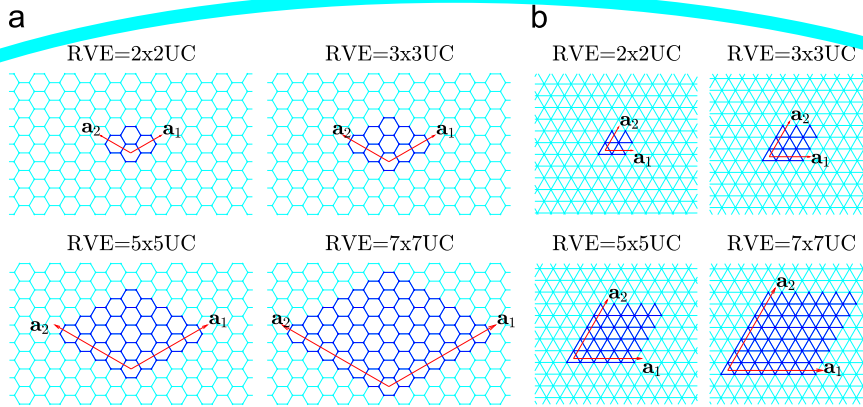 a b
RVE=2x2UC RVE=3x3UC RVE=2x2UC RVE=3x3UC
a2 a1 a2 a1 a2 a1 a2 a1
RVE=5x5UC RVE=7x7UC RVE=5x5UC RVE=7x7UC
a2 a1 a2 a1 a2 a1 a2 a1